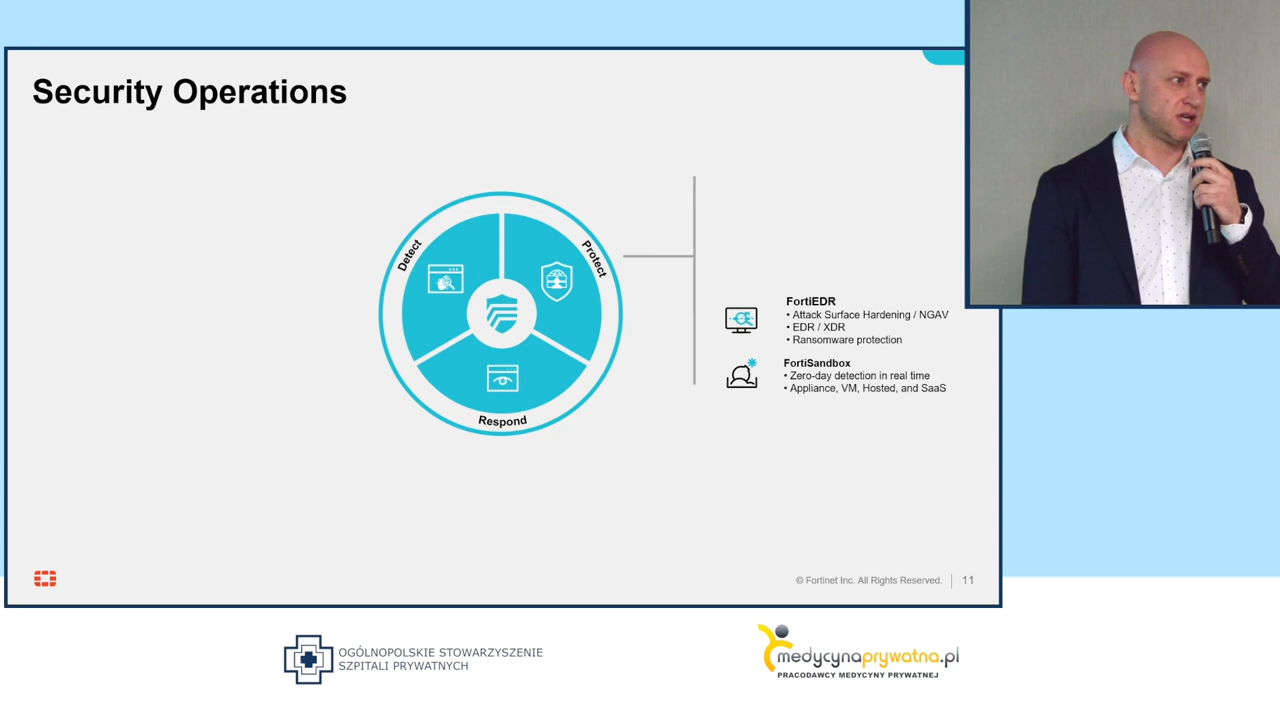 Security Operations
Detect
Protect
Respond
FortiEDR
• Attack Surface Hardening / NGAV
• EDR / XDR
• Ransomware protection
FortiSandbox
• Zero-day detection in real time
• Appliance, VM, Hosted, and SaaS
© Fortinet Inc. All Rights Reserved.
11
OGÓLNOPOLSKIE STOWARZYSZENIE
SZPITALI PRYWATNYCH
medycynaprywatna.pl
PRACODAWCY MEDYCYNY PRYWATNEJ